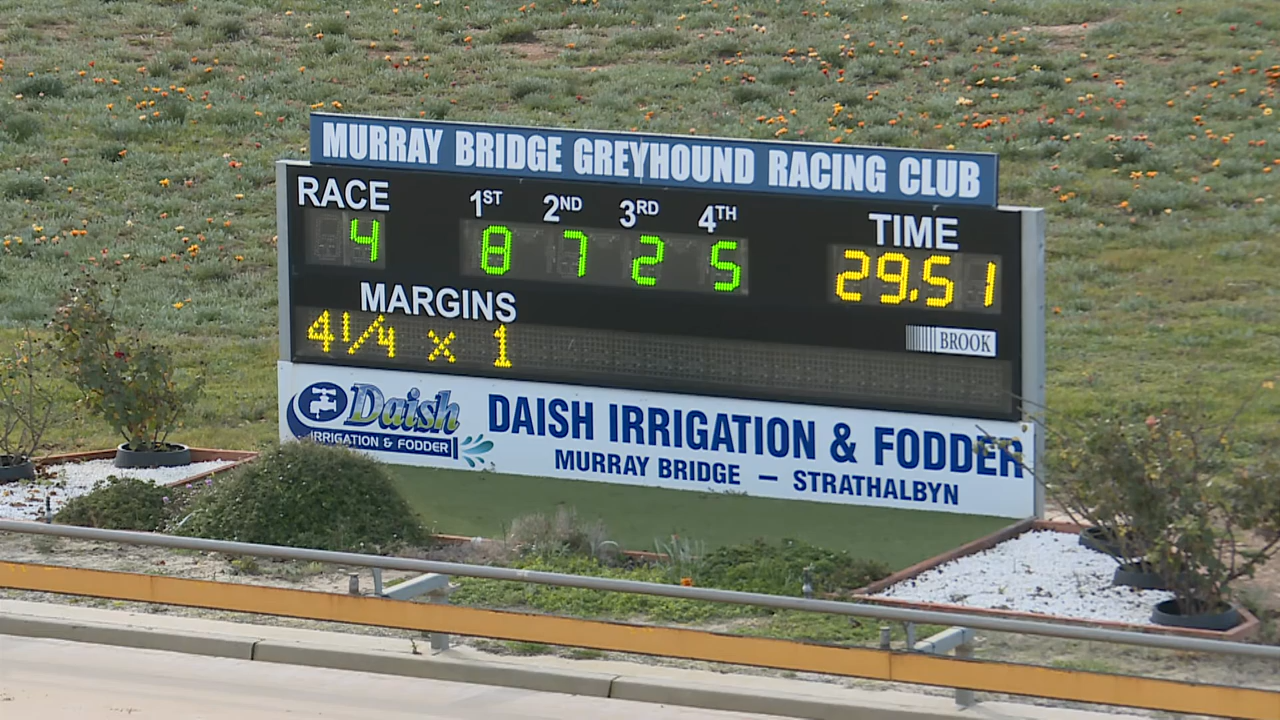 MURRAY BRIDGE GREYHOUND RACING CLUB
RACE 1ST 2ND 3RD 4TH TIME
4 8 7 2 5 29.51
MARGINS
4 1/4 x 1
BROOK
Daish
IRRIGATION & FODDER
DAISH IRRIGATION & FODDER
MURRAY BRIDGE — STRATHALBYN